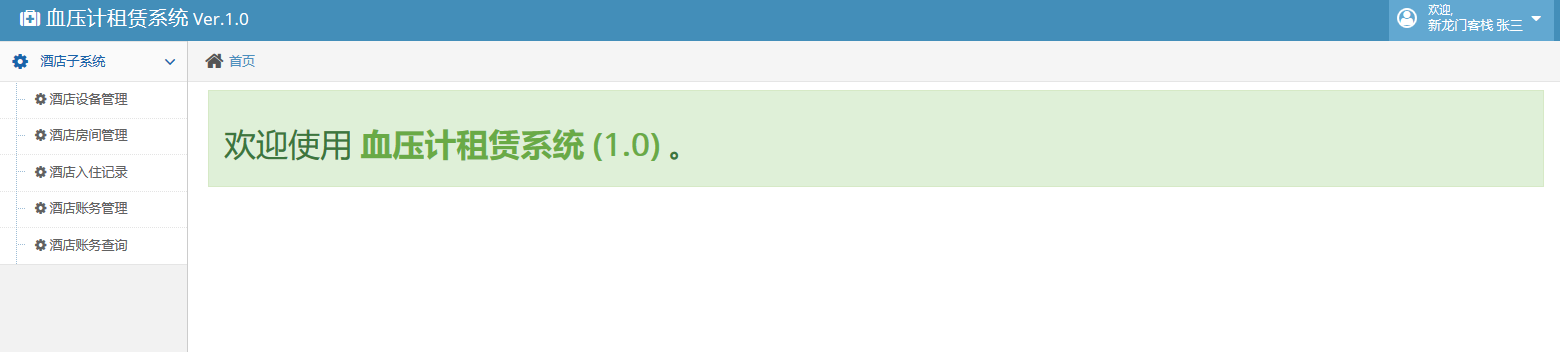 血压计租赁系统 Ver.1.0
欢迎,
新龙门客栈 张三
酒店子系统
首页
酒店设备管理
酒店房间管理
酒店入住记录
酒店账务管理
酒店账务查询
欢迎使用 血压计租赁系统 (1.0) 。